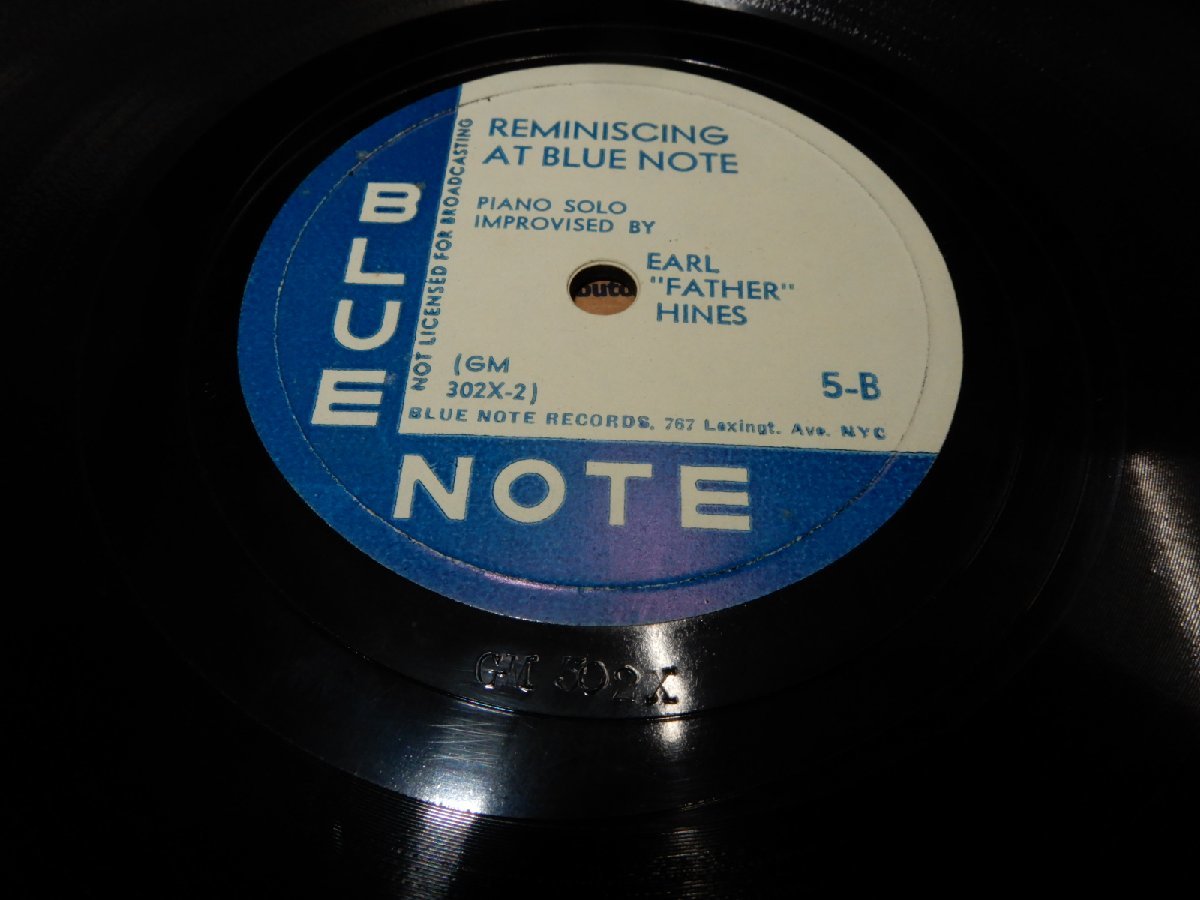 REMINISCING
AT BLUE NOTE
PIANO SOLO
IMPROVISED BY
EARL
"FATHER"
HINES
(GM
302X-2)
5-B
BLUE NOTE RECORDS, 767 Lexingt. Ave. NYC
NOT LICENSED FOR BROADCASTING
BLUE
NOTE
GM 302X